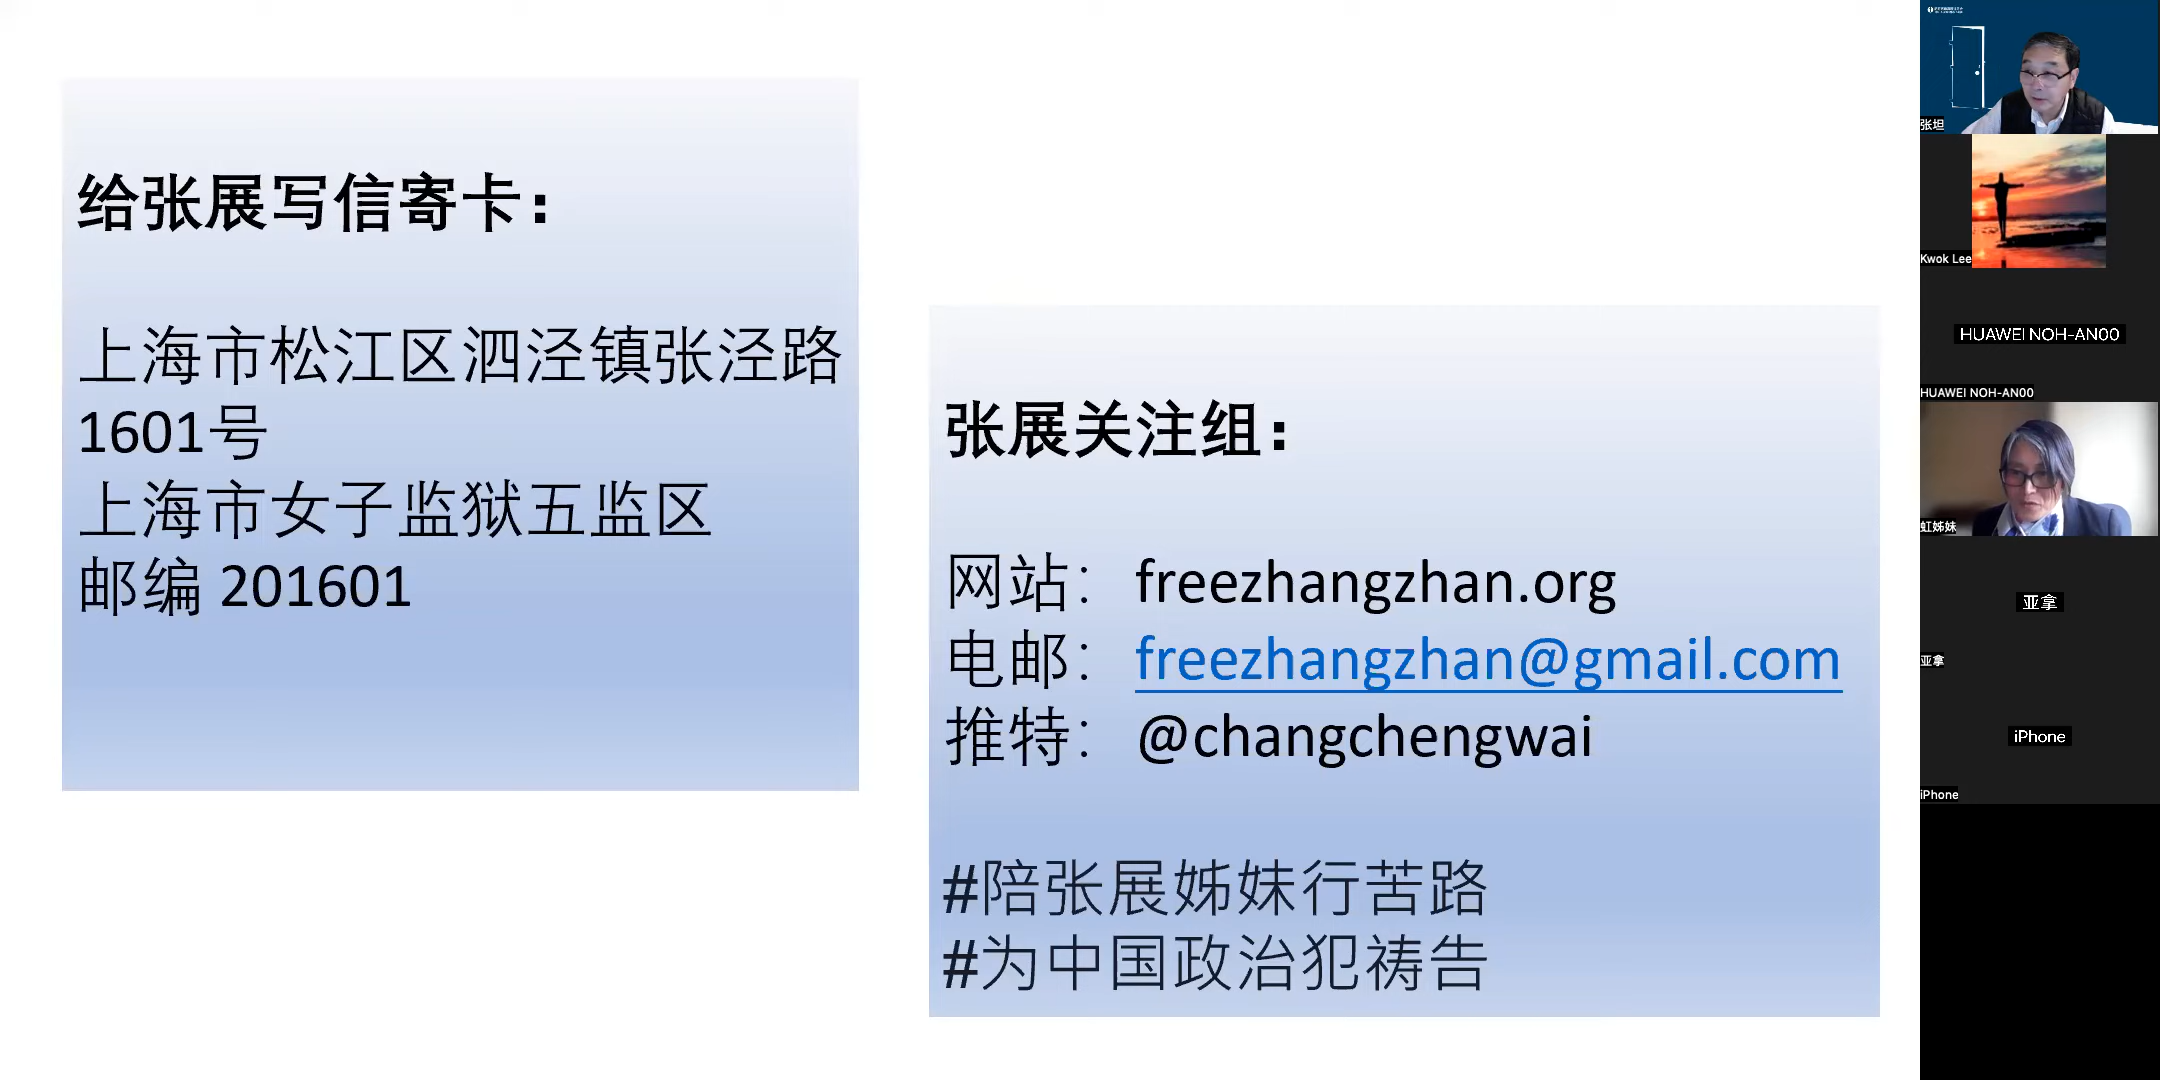 给张展写信寄卡：
上海市松江区泗泾镇张泾路
1601号
上海市女子监狱五监区
邮编 201601
张展关注组：
网站： freezhangzhan.org
电邮： freezhangzhan@gmail.com
推特： @changchengwai
#陪张展姊妹行苦路
#为中国政治犯祷告
张坦
Kwok Lee
HUAWEI NOH-AN00
HUAWEI NOH-AN00
虹姊妹
亚拿
亚拿
iPhone
iPhone